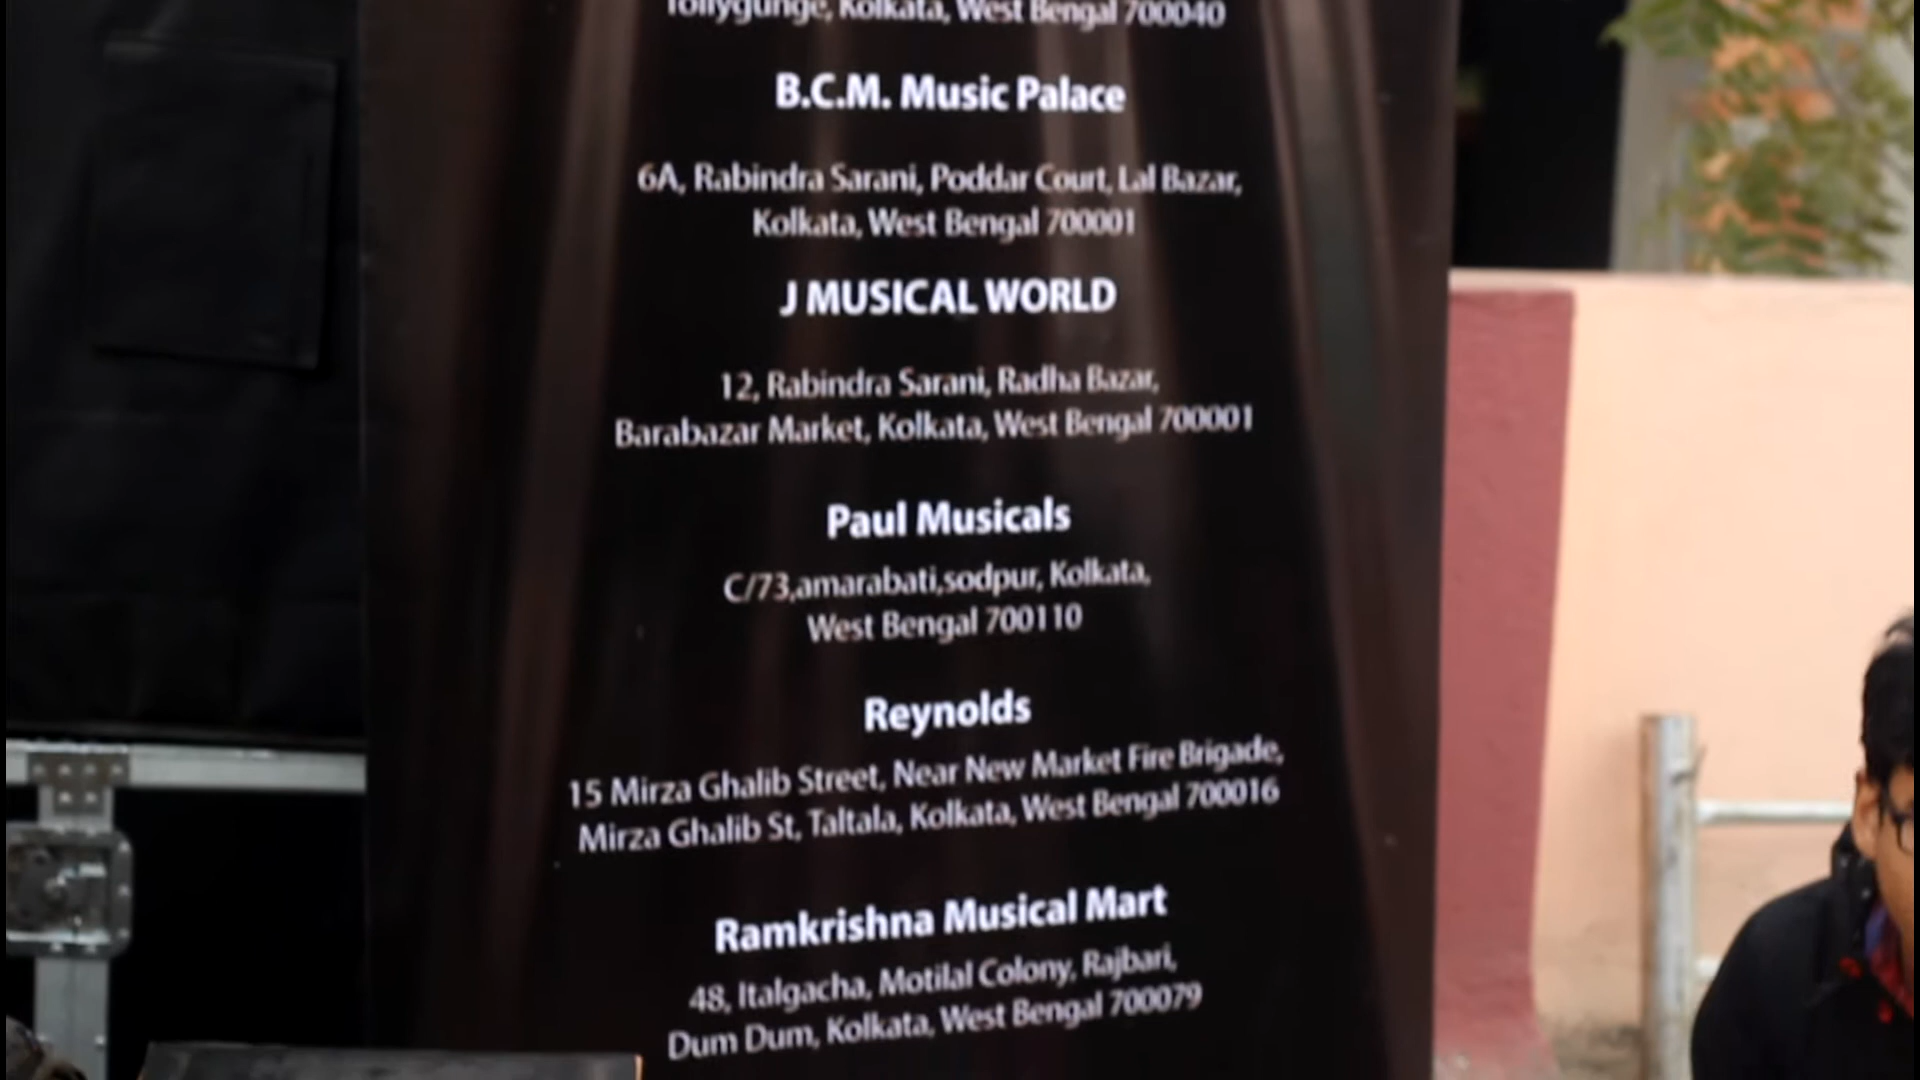 Tollygunge, Kolkata, West Bengal 700040
B.C.M. Music Palace
6A, Rabindra Sarani, Poddar Court, Lal Bazar,
Kolkata, West Bengal 700001
J MUSICAL WORLD
12, Rabindra Sarani, Radha Bazar,
Barabazar Market, Kolkata, West Bengal 700001
Paul Musicals
C/73,amarabati,sodpur, Kolkata,
West Bengal 700110
Reynolds
15 Mirza Ghalib Street, Near New Market Fire Brigade,
Mirza Ghalib St, Taltala, Kolkata, West Bengal 700016
Ramkrishna Musical Mart
48, Italgacha, Motilal Colony, Rajbari,
Dum Dum, Kolkata, West Bengal 700079